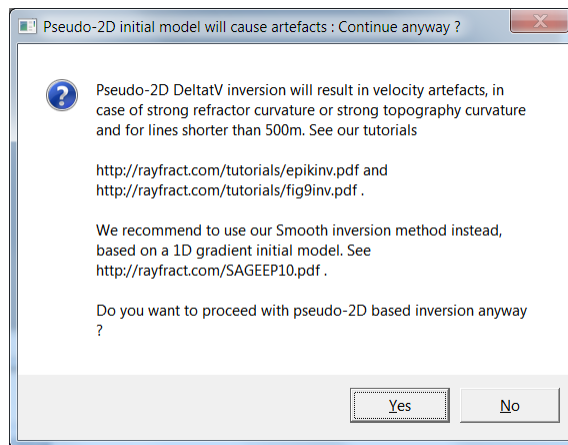 Pseudo-2D initial model will cause artefacts : Continue anyway ?
Pseudo-2D DeltatV inversion will result in velocity artefacts, in
case of strong refractor curvature or strong topography curvature
and for lines shorter than 500m. See our tutorials
http://rayfract.com/tutorials/epikinv.pdf and
http://rayfract.com/tutorials/fig9inv.pdf .
We recommend to use our Smooth inversion method instead,
based on a 1D gradient initial model. See
http://rayfract.com/SAGEEP10.pdf .
Do you want to proceed with pseudo-2D based inversion anyway
?
Yes
No